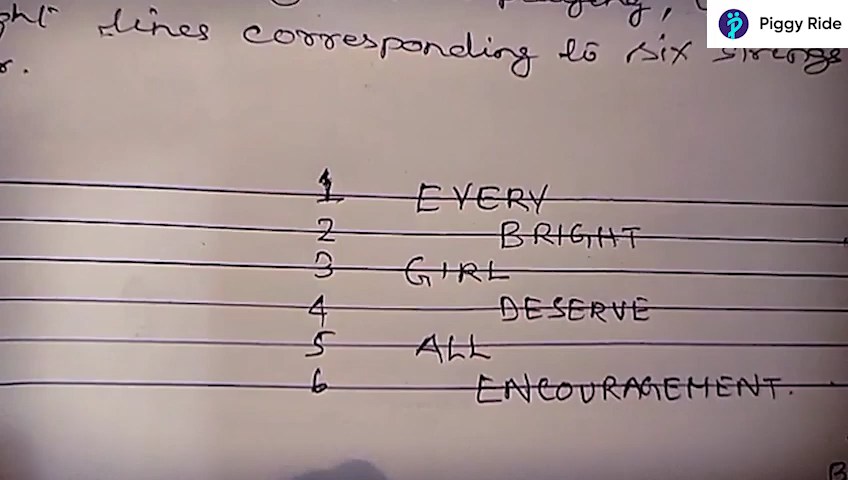 Piggy Ride
lines corresponding to six strings
r.
1 EVERY
2 BRIGHT
3 GIRL
4 DESERVE
5 ALL
6 ENCOURAGEMENT.